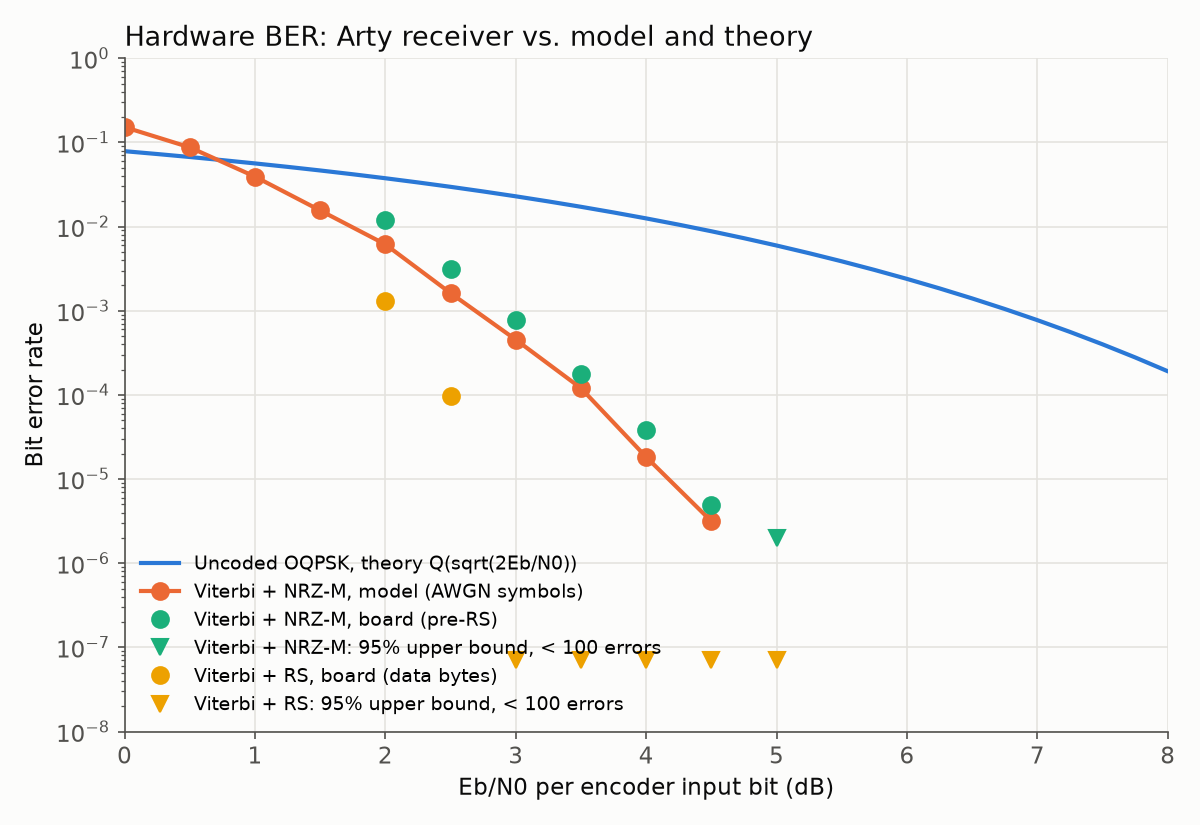 Hardware BER: Arty receiver vs. model and theory
10⁰
10⁻¹
10⁻²
10⁻³
10⁻⁴
10⁻⁵
10⁻⁶
10⁻⁷
10⁻⁸
Bit error rate
Uncoded OQPSK, theory Q(sqrt(2Eb/N0))
Viterbi + NRZ-M, model (AWGN symbols)
Viterbi + NRZ-M, board (pre-RS)
Viterbi + NRZ-M: 95% upper bound, < 100 errors
Viterbi + RS, board (data bytes)
Viterbi + RS: 95% upper bound, < 100 errors
0 1 2 3 4 5 6 7 8
Eb/N0 per encoder input bit (dB)